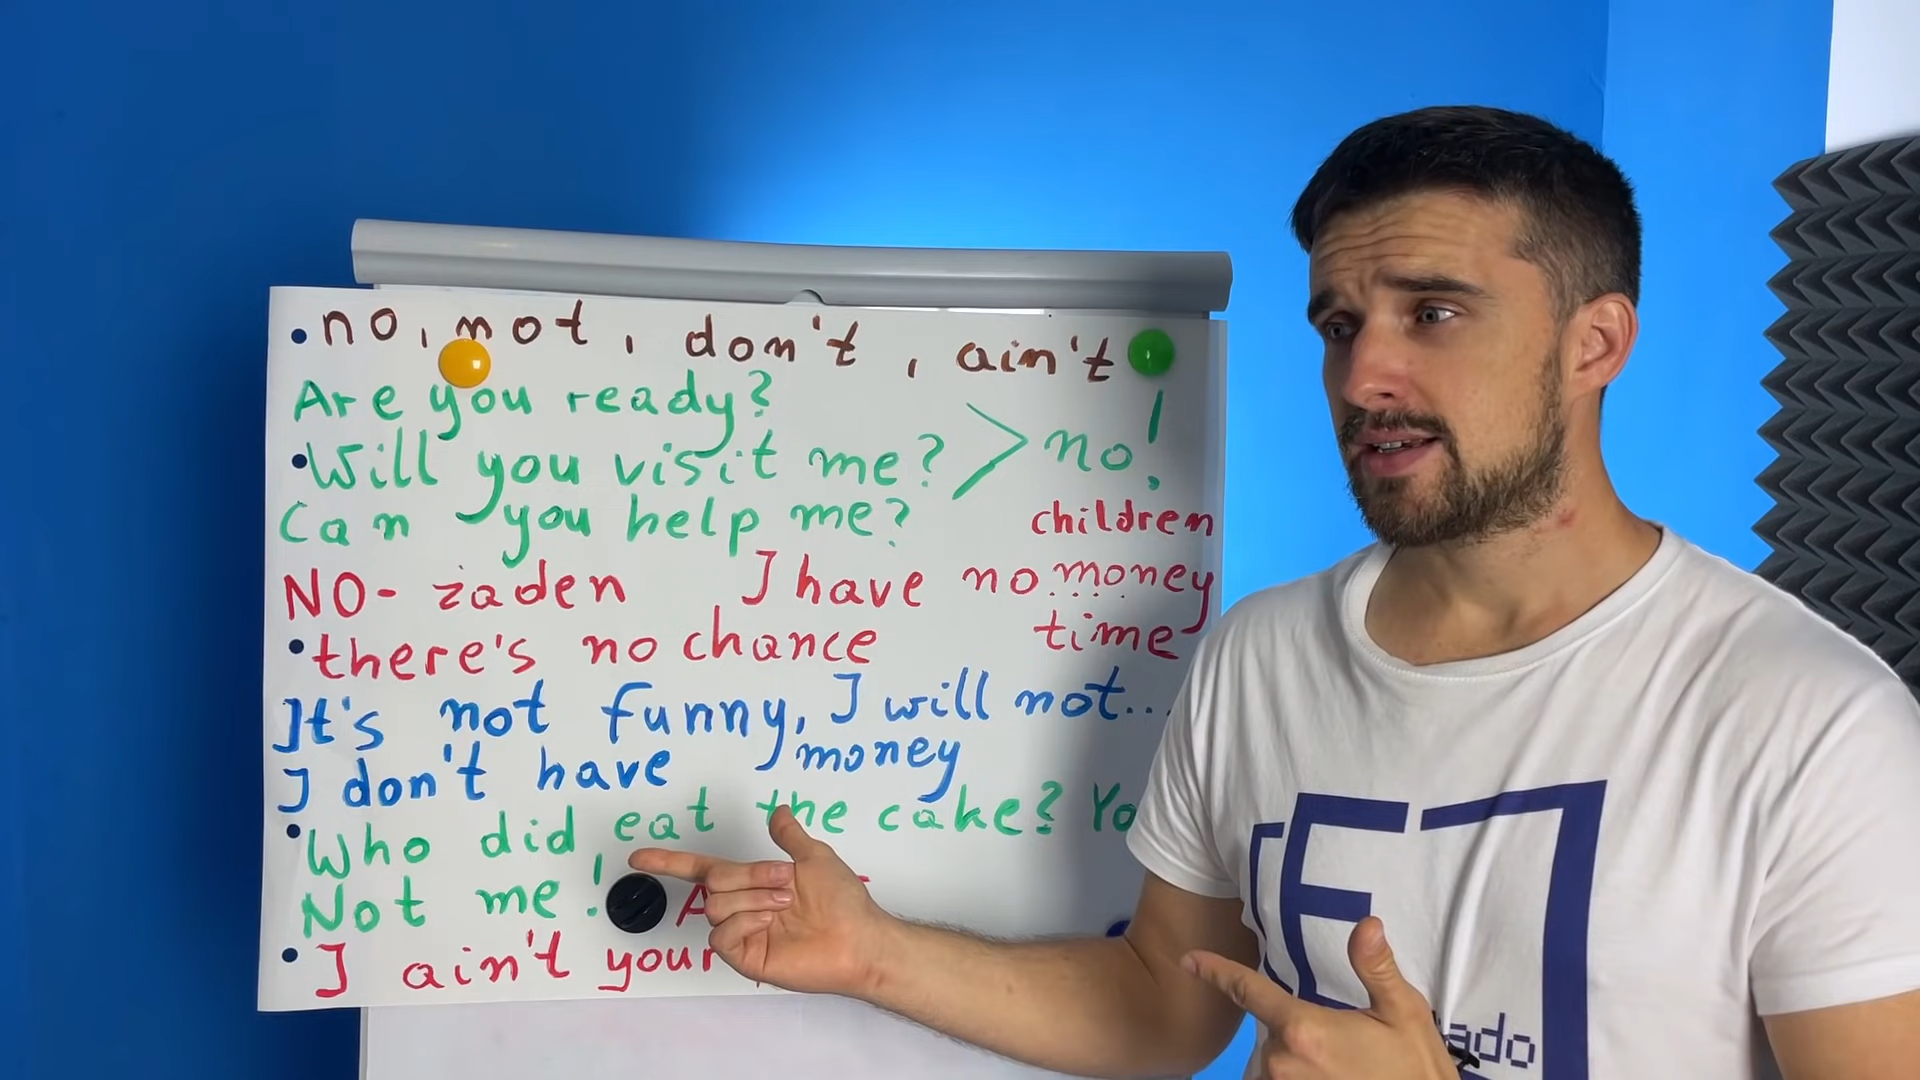 • no, not, don't, ain't
Are you ready?
• Will you visit me? > no!
Can you help me?
children
NO - żaden I have no money
• there's no chance time
It's not funny, I will not...
I don't have money
• Who did eat the cake?
Not me!
• I ain't your
E